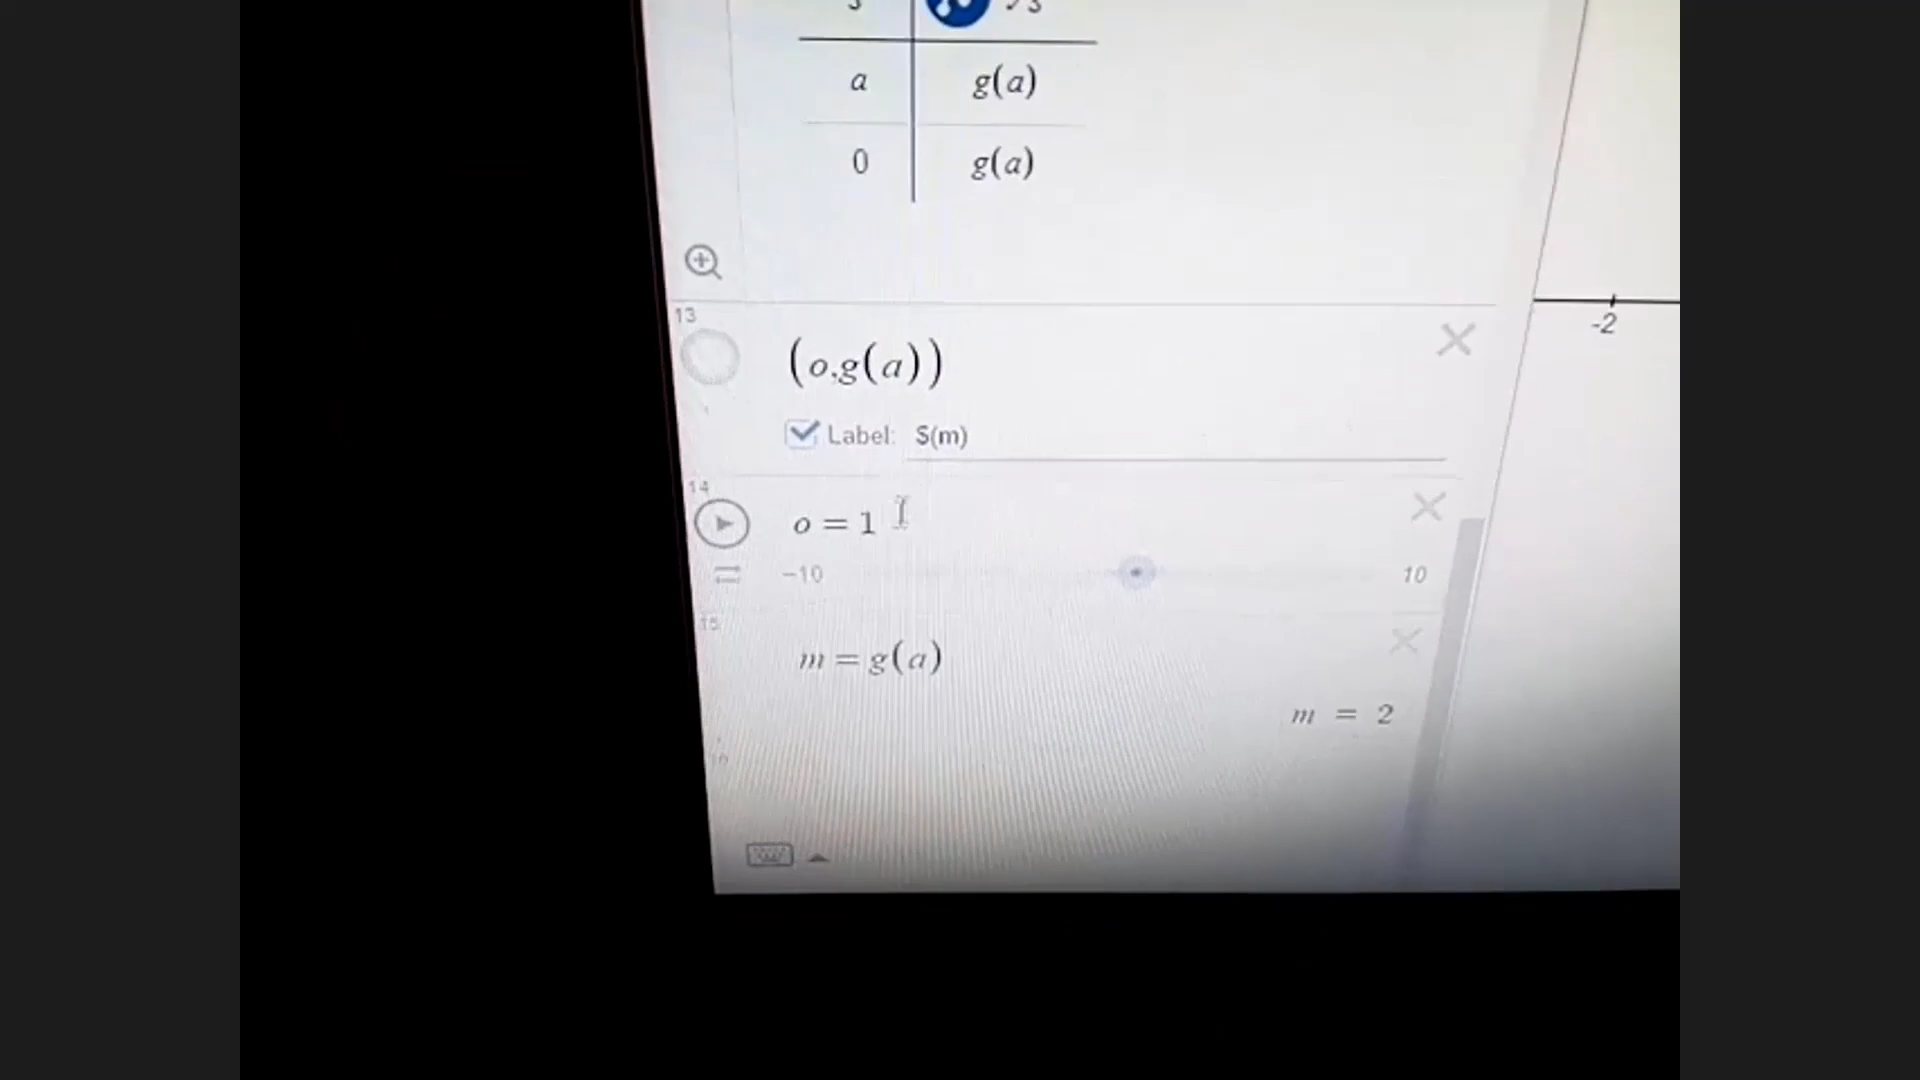 a g(a)
0 g(a)
13
(o,g(a))
Label: S(m)
-2
14
o = 1
−10 10
15
m = g(a)
m = 2